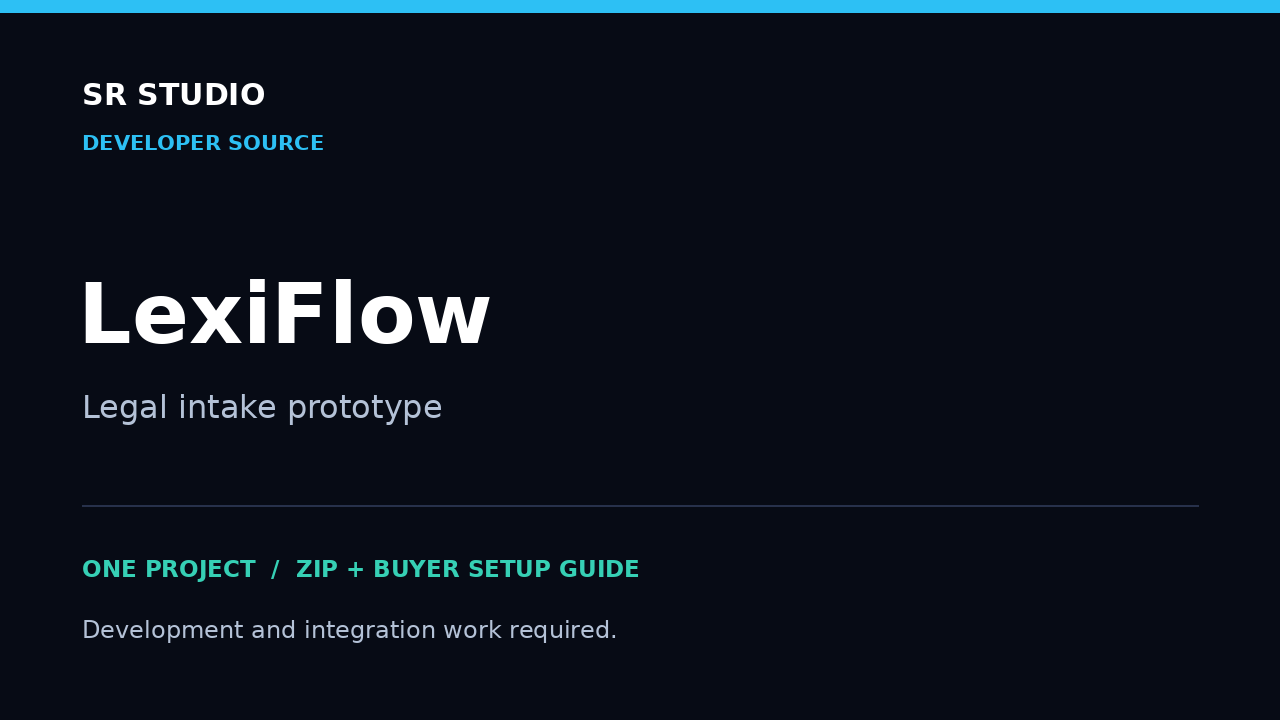 SR STUDIO
DEVELOPER SOURCE
LexiFlow
Legal intake prototype
ONE PROJECT / ZIP + BUYER SETUP GUIDE
Development and integration work required.